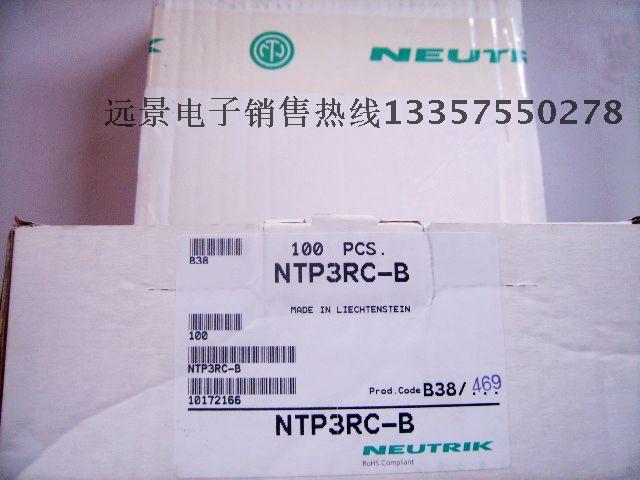 NEUTR
远景电子销售热线13357550278
100 PCS.
B38
NTP3RC-B
MADE IN LIECHTENSTEIN
100
NTP3RC-B
10172166
Prod.Code B38/... 469
NTP3RC-B
NEUTRIK
RoHS Compliant